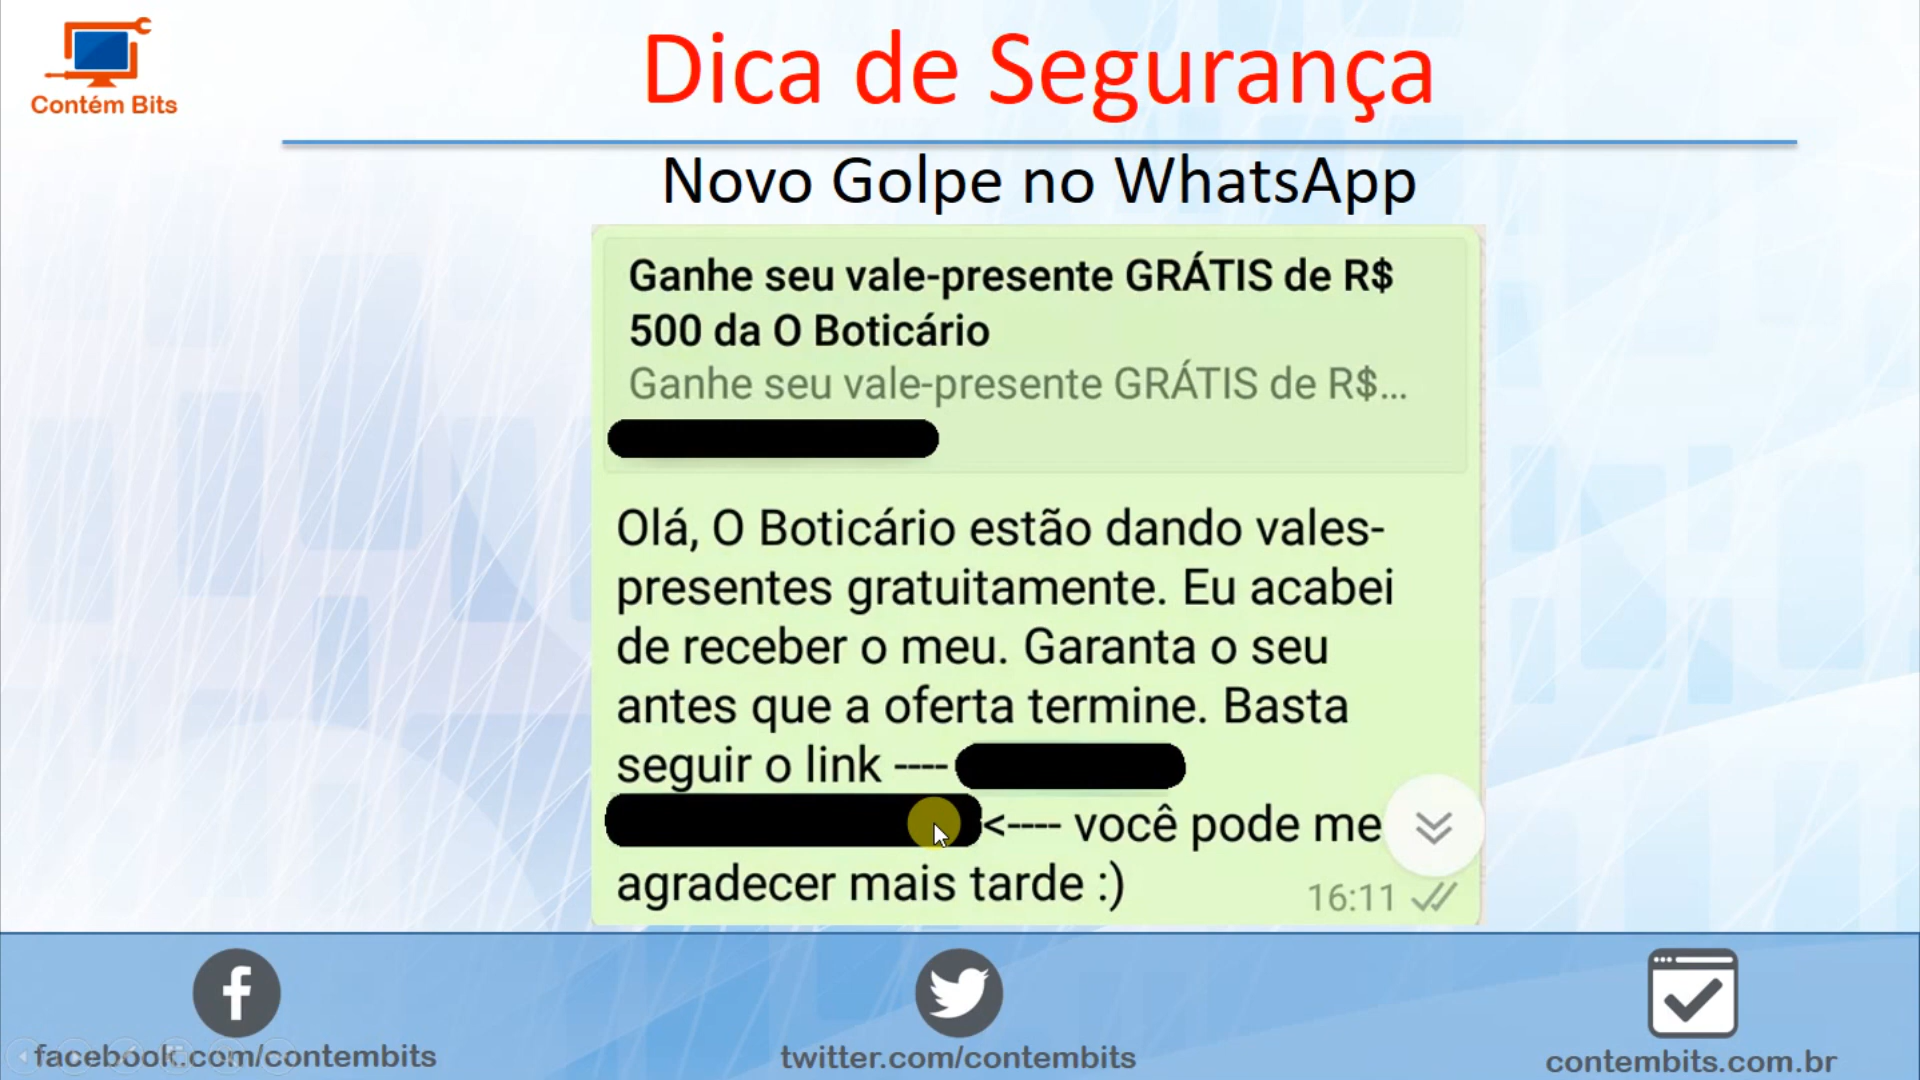 Contém Bits
Dica de Segurança
Novo Golpe no WhatsApp
Ganhe seu vale-presente GRÁTIS de R$
500 da O Boticário
Ganhe seu vale-presente GRÁTIS de R$...
Olá, O Boticário estão dando vales-
presentes gratuitamente. Eu acabei
de receber o meu. Garanta o seu
antes que a oferta termine. Basta
seguir o link ----
<---- você pode me
agradecer mais tarde :)
16:11
facebook.com/contembits
twitter.com/contembits
contembits.com.br